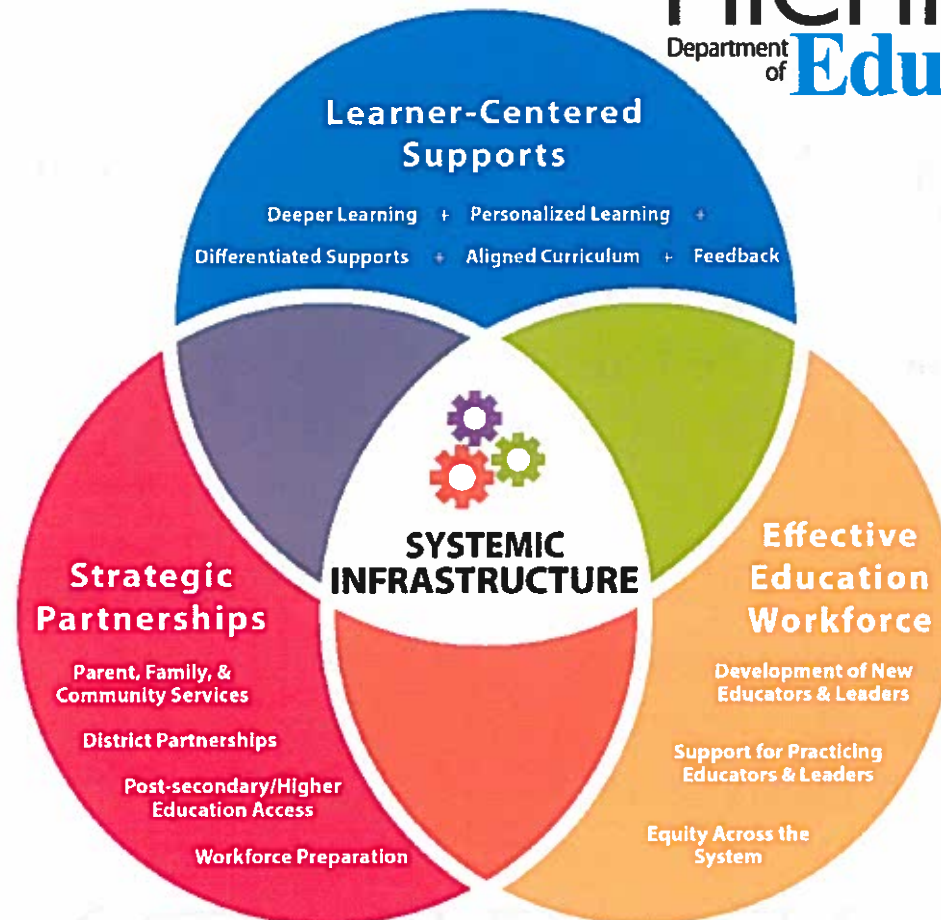 Department
of
Learner-Centered
Supports
Deeper Learning + Personalized Learning +
Differentiated Supports + Aligned Curriculum + Feedback
SYSTEMIC
INFRASTRUCTURE
Strategic
Partnerships
Parent, Family, &
Community Services
District Partnerships
Post-secondary/Higher
Education Access
Workforce Preparation
Effective
Education
Workforce
Development of New
Educators & Leaders
Support for Practicing
Educators & Leaders
Equity Across the
System